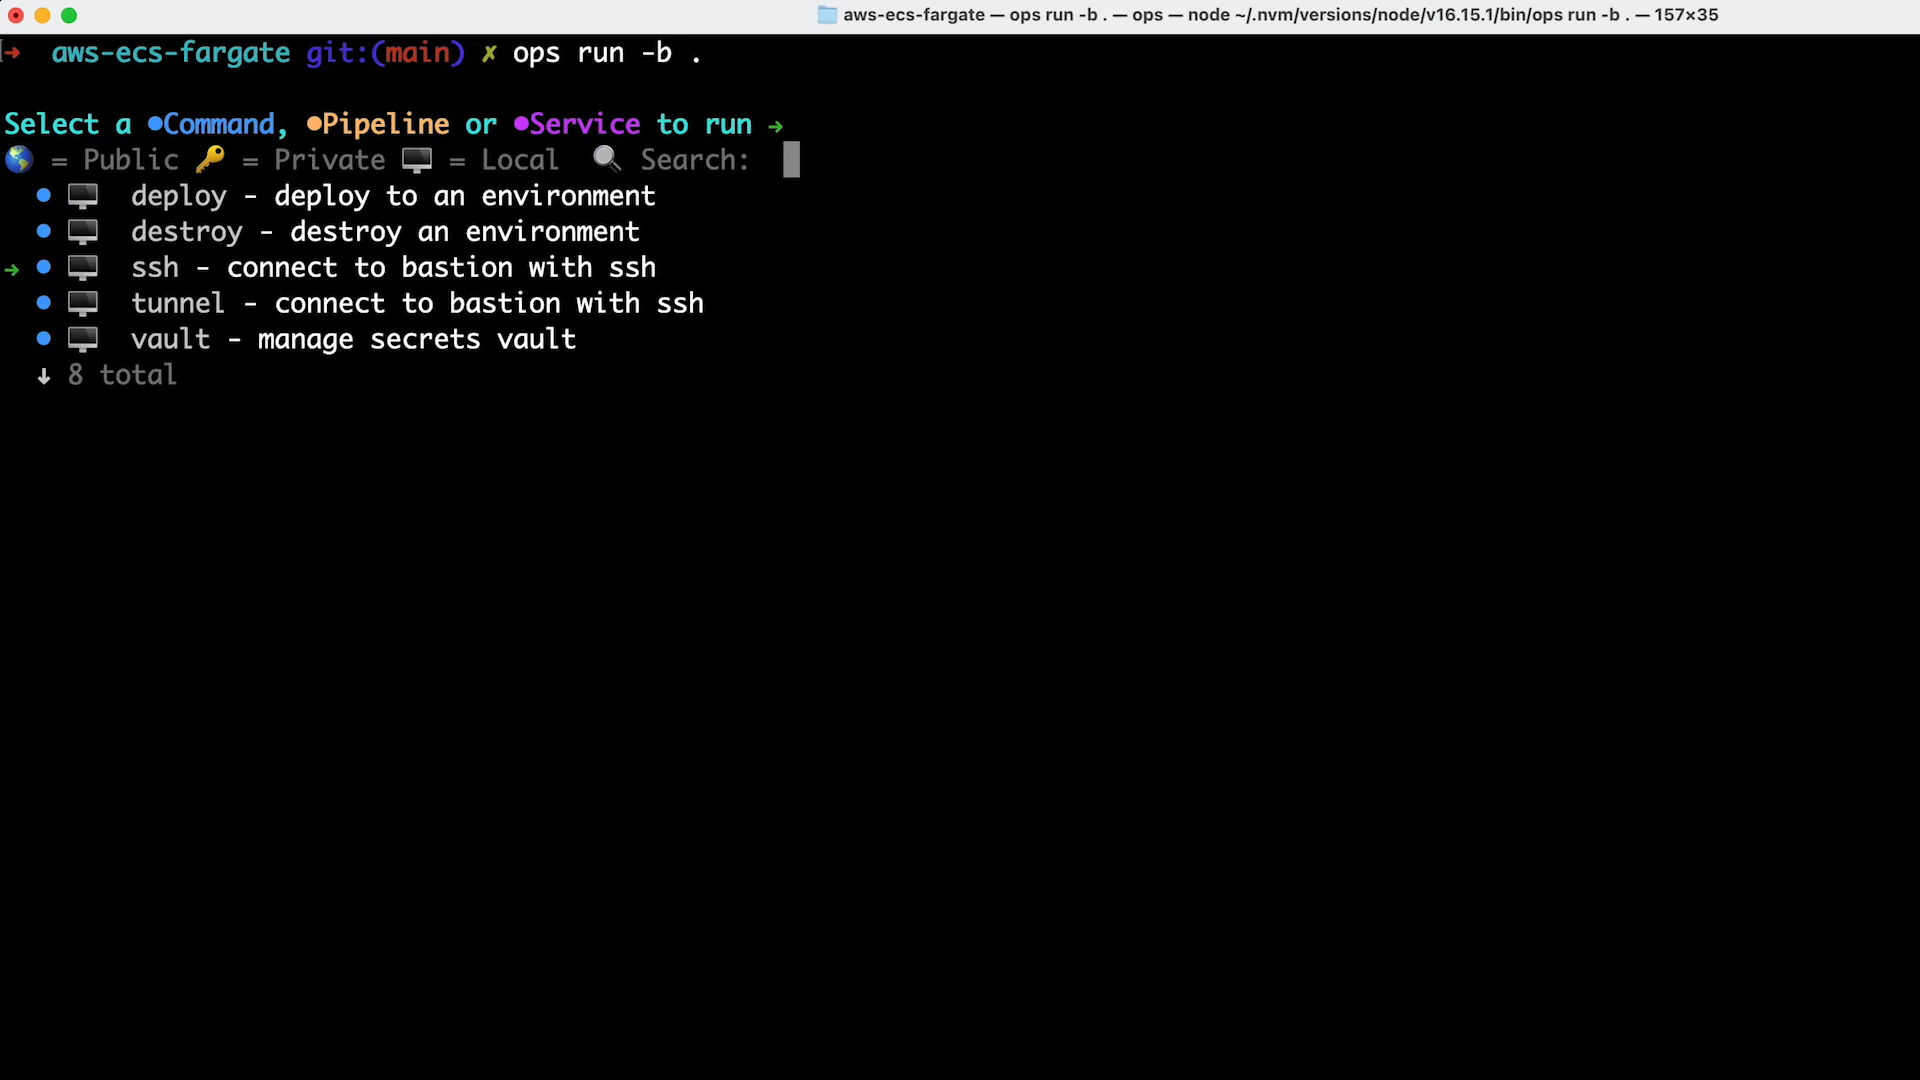 aws-ecs-fargate — ops run -b . — ops — node ~/.nvm/versions/node/v16.15.1/bin/ops run -b . — 157×35
➜ aws-ecs-fargate git:(main) ✗ ops run -b .
Select a ●Command, ●Pipeline or ●Service to run →
🌎 = Public 🔑 = Private 🖥 = Local 🔍 Search:
● 🖥 deploy - deploy to an environment
● 🖥 destroy - destroy an environment
→ ● 🖥 ssh - connect to bastion with ssh
● 🖥 tunnel - connect to bastion with ssh
● 🖥 vault - manage secrets vault
↓ 8 total